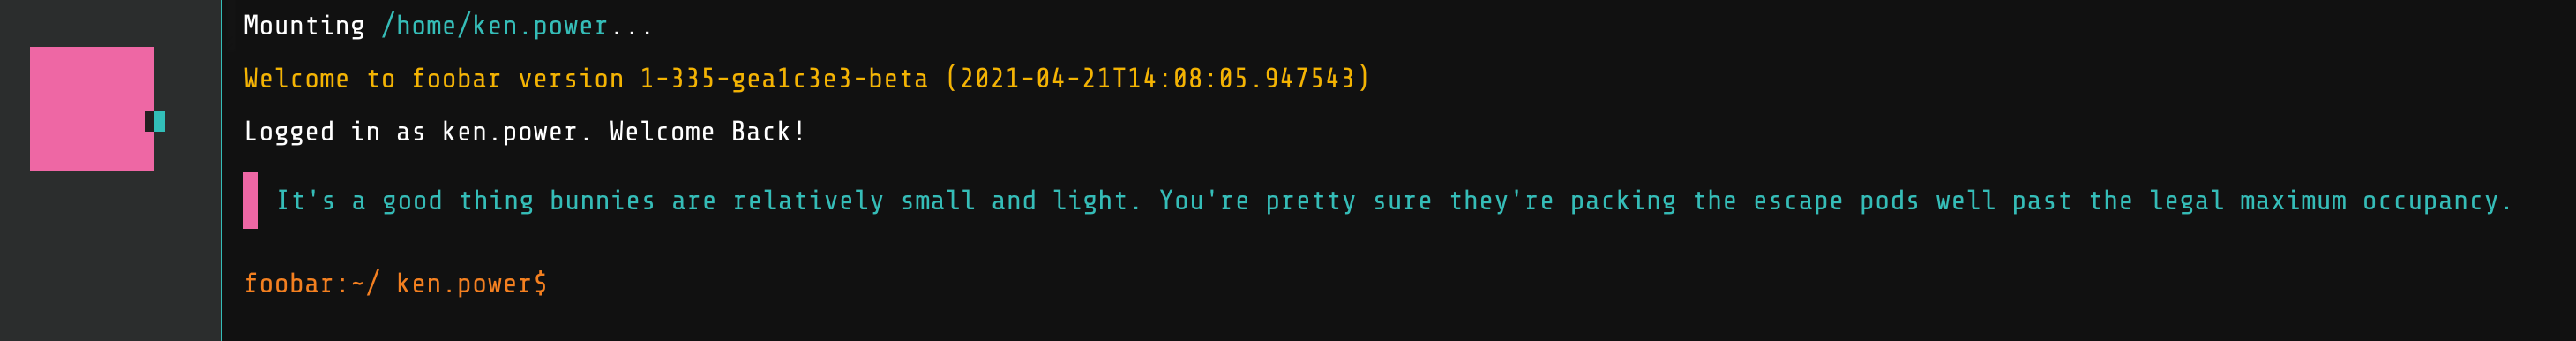 Mounting /home/ken.power...
Welcome to foobar version 1-335-gea1c3e3-beta (2021-04-21T14:08:05.947543)
Logged in as ken.power. Welcome Back!
It's a good thing bunnies are relatively small and light. You're pretty sure they're packing the escape pods well past the legal maximum occupancy.
foobar:~/ ken.power$